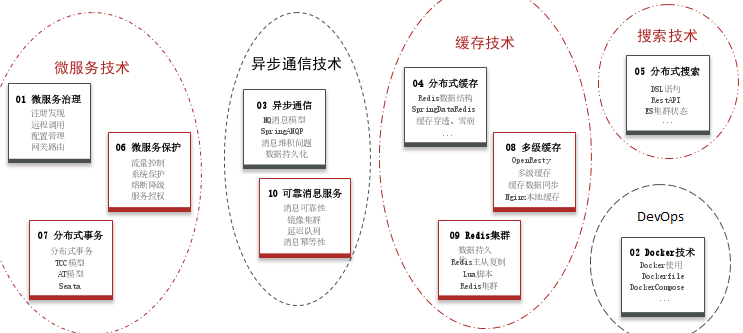 微服务技术
01 微服务治理
注册发现
远程调用
配置管理
网关路由
06 微服务保护
流量控制
系统保护
熔断降级
服务授权
07 分布式事务
分布式事务
TCC模型
AT模型
Seata
异步通信技术
03 异步通信
MQ消息模型
SpringAMQP
消息堆积问题
数据持久化
10 可靠消息服务
消息可靠性
镜像集群
延迟队列
消息幂等性
缓存技术
04 分布式缓存
Redis数据结构
SpringDataRedis
缓存穿透、雪崩
...
08 多级缓存
OpenResty
多级缓存
缓存数据同步
Nginx本地缓存
09 Redis集群
数据持久
化
Redis主从复制
Lua脚本
Redis集群
搜索技术
05 分布式搜索
DSL语句
RestAPI
ES集群状态
...
DevOps
02 Docker技术
Docker使用
Dockerfile
DockerCompose
...